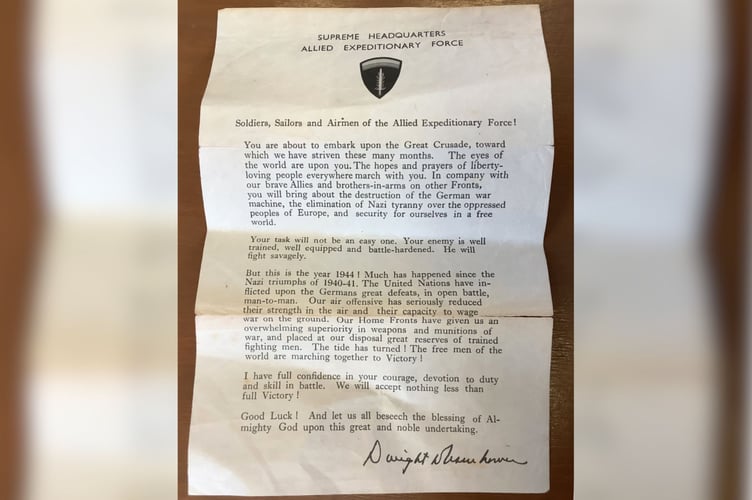 SUPREME HEADQUARTERS
ALLIED EXPEDITIONARY FORCE
Soldiers, Sailors and Airmen of the Allied Expeditionary Force!
You are about to embark upon the Great Crusade, toward
which we have striven these many months. The eyes of
the world are upon you. The hopes and prayers of liberty-
loving people everywhere march with you. In company with
our brave Allies and brothers-in-arms on other Fronts,
you will bring about the destruction of the German war
machine, the elimination of Nazi tyranny over the oppressed
peoples of Europe, and security for ourselves in a free
world.
Your task will not be an easy one. Your enemy is well
trained, well equipped and battle-hardened. He will
fight savagely.
But this is the year 1944 ! Much has happened since the
Nazi triumphs of 1940-41. The United Nations have in-
flicted upon the Germans great defeats, in open battle,
man-to-man. Our air offensive has seriously reduced
their strength in the air and their capacity to wage
war on the ground. Our Home Fronts have given us an
overwhelming superiority in weapons and munitions of
war, and placed at our disposal great reserves of trained
fighting men. The tide has turned ! The free men of the
world are marching together to Victory !
I have full confidence in your courage, devotion to duty
and skill in battle. We will accept nothing less than
full Victory !
Good Luck ! And let us all beseech the blessing of Al-
mighty God upon this great and noble undertaking.
Dwight D Eisenhower